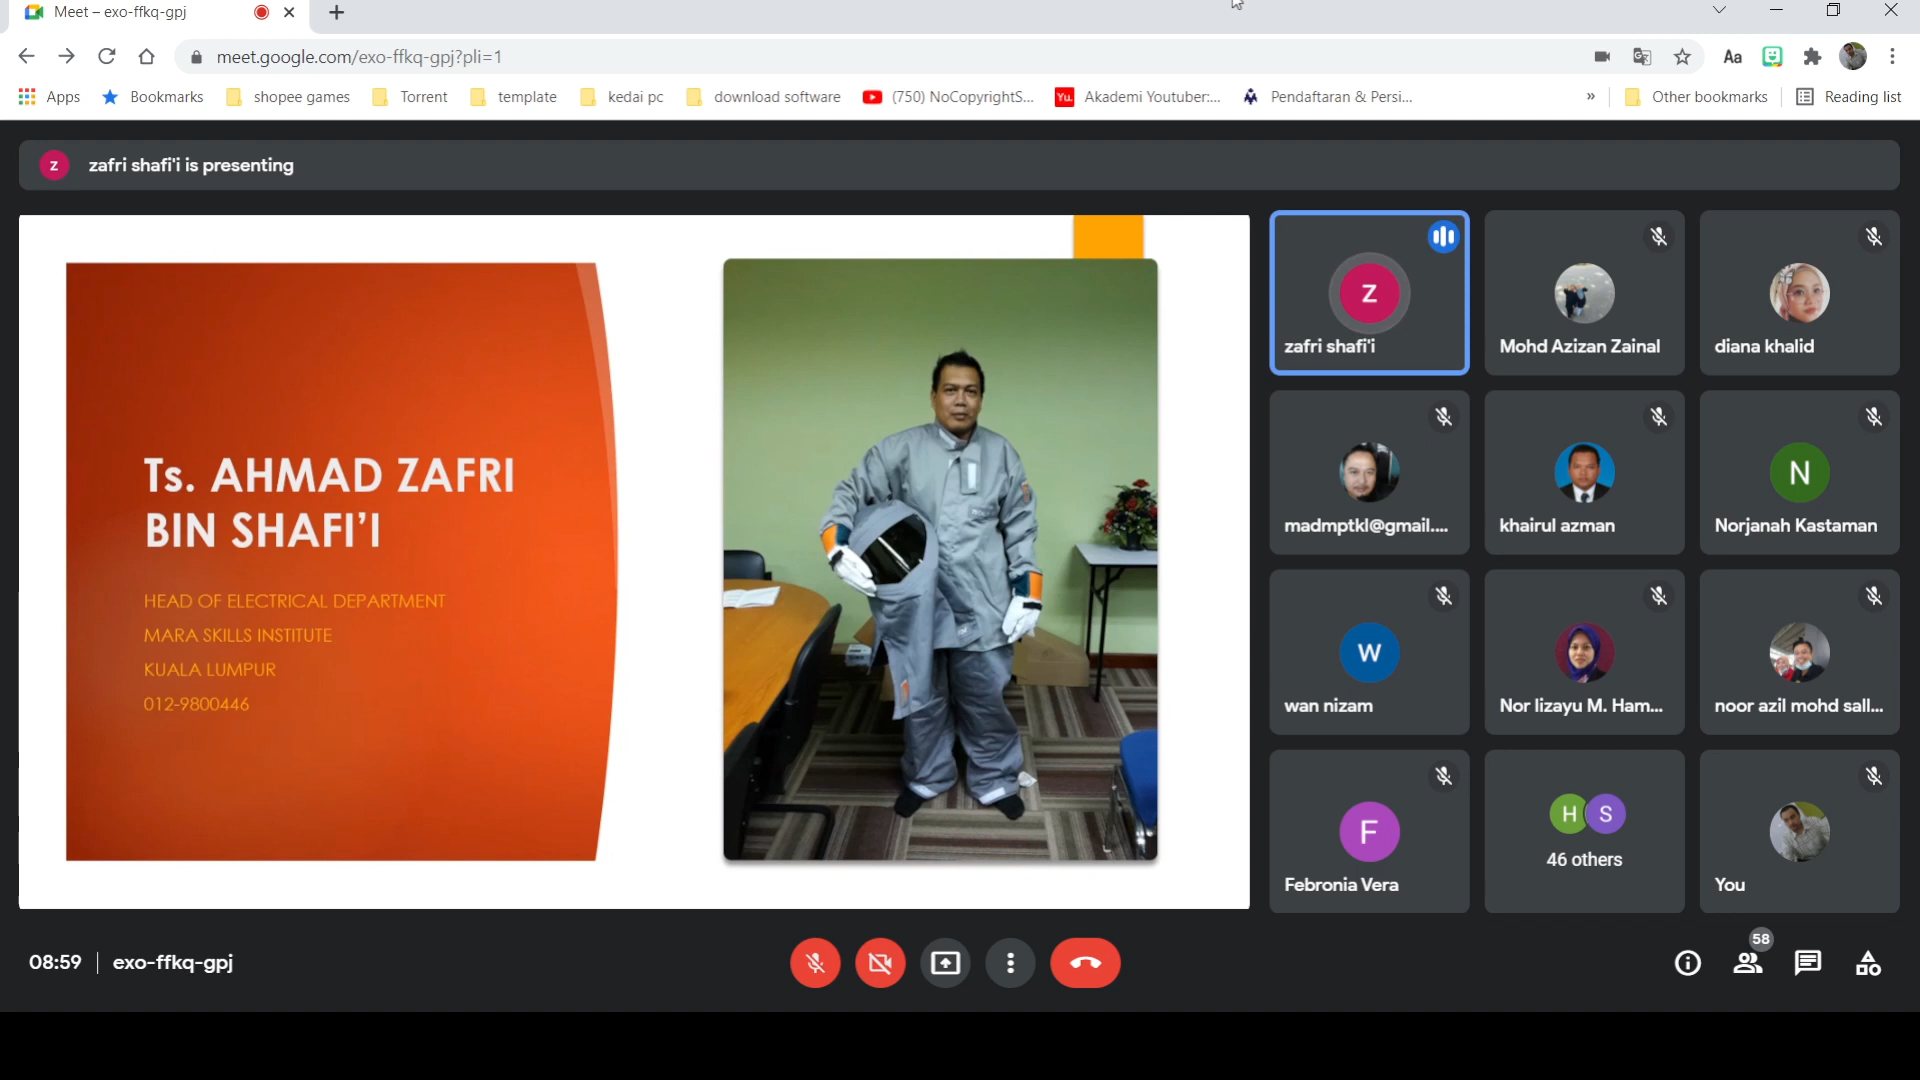 Meet – exo-ffkq-gpj
meet.google.com/exo-ffkq-gpj?pli=1
Aa
Apps
Bookmarks
shopee games
Torrent
template
kedai pc
download software
(750) NoCopyrightS...
Yu.
Akademi Youtuber:...
Pendaftaran & Persi...
»
Other bookmarks
Reading list
z
zafri shafi'i is presenting
Ts. AHMAD ZAFRI
BIN SHAFI’I
HEAD OF ELECTRICAL DEPARTMENT
MARA SKILLS INSTITUTE
KUALA LUMPUR
012-9800446
z
zafri shafi'i
Mohd Azizan Zainal
diana khalid
madmptkl@gmail....
khairul azman
N
Norjanah Kastaman
W
wan nizam
Nor lizayu M. Ham...
noor azil mohd sall...
F
Febronia Vera
H
S
46 others
You
08:59
exo-ffkq-gpj
58